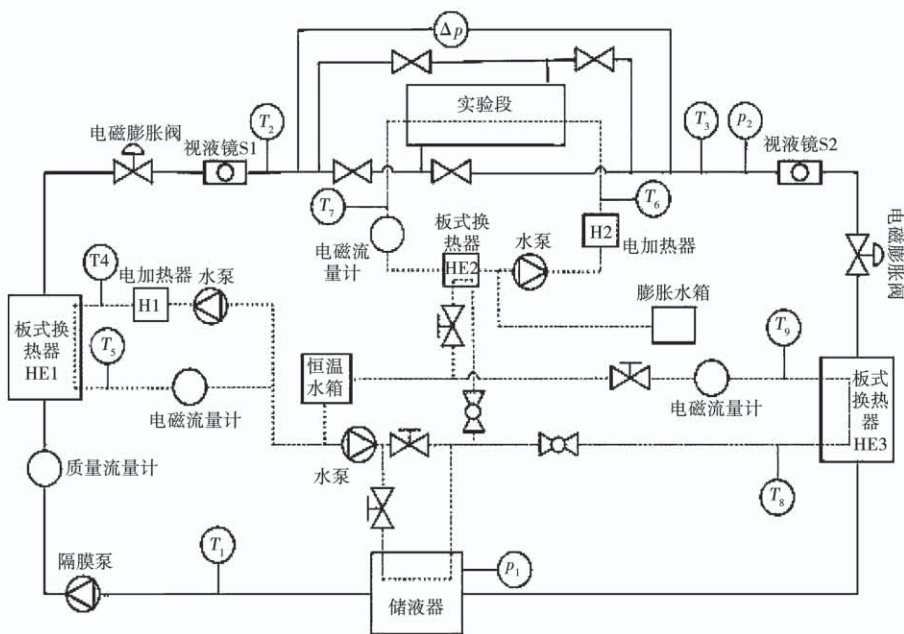 Δp
实验段
电磁膨胀阀
视液镜S1
T2
T3
p2
视液镜S2
T7
T6
电磁流
量计
板式换
热器
HE2
水泵
H2
电加热器
电磁膨胀阀
膨胀水箱
T4
电加热器
H1
水泵
板式换
热器
HE1
T5
电磁流量计
恒温
水箱
T9
电磁流量计
板式
换热
器
HE3
水泵
T8
质量流量计
隔膜泵
T1
储液器
p1